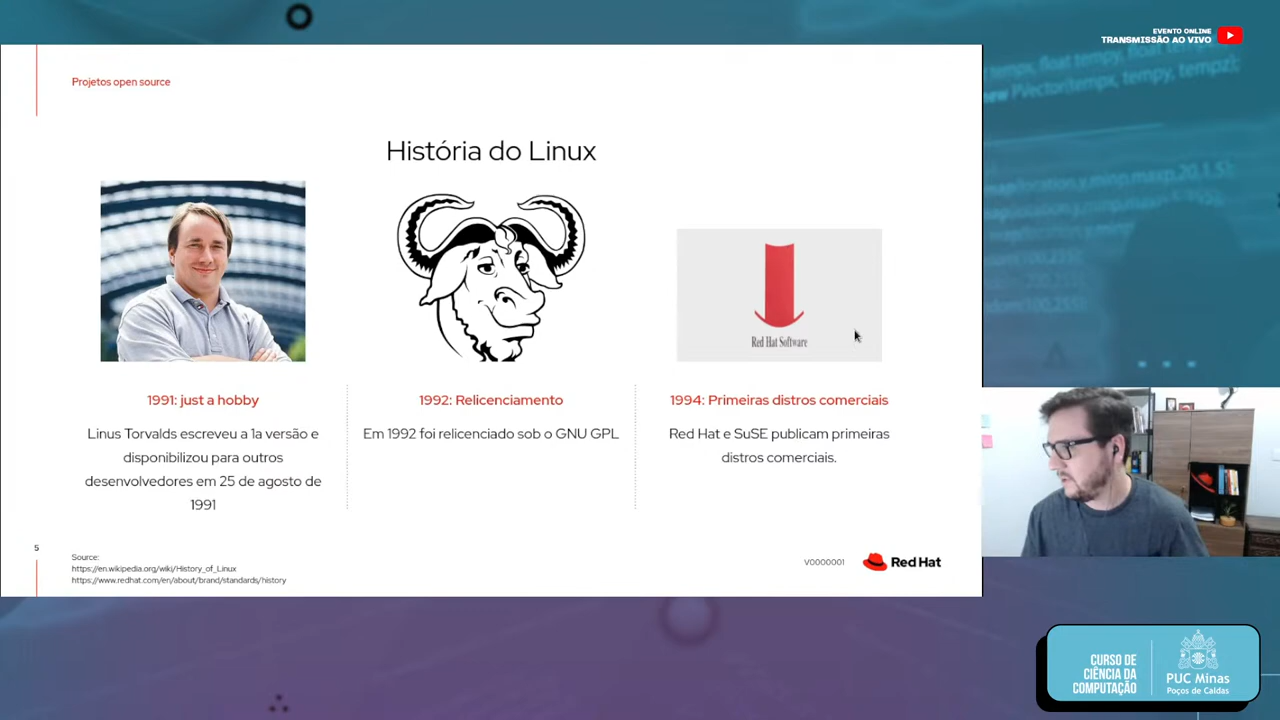 EVENTO ONLINE
TRANSMISSÃO AO VIVO
Projetos open source
História do Linux
Red Hat Software
1991: just a hobby
Linus Torvalds escreveu a 1a versão e
disponibilizou para outros
desenvolvedores em 25 de agosto de
1991
1992: Relicenciamento
Em 1992 foi relicenciado sob o GNU GPL
1994: Primeiras distros comerciais
Red Hat e SuSE publicam primeiras
distros comerciais.
5
Source:
https://en.wikipedia.org/wiki/History_of_Linux
https://www.redhat.com/en/about/brand/standards/history
V0000001
Red Hat
CURSO DE
CIÊNCIA DA
COMPUTAÇÃO
PUC Minas
Poços de Caldas